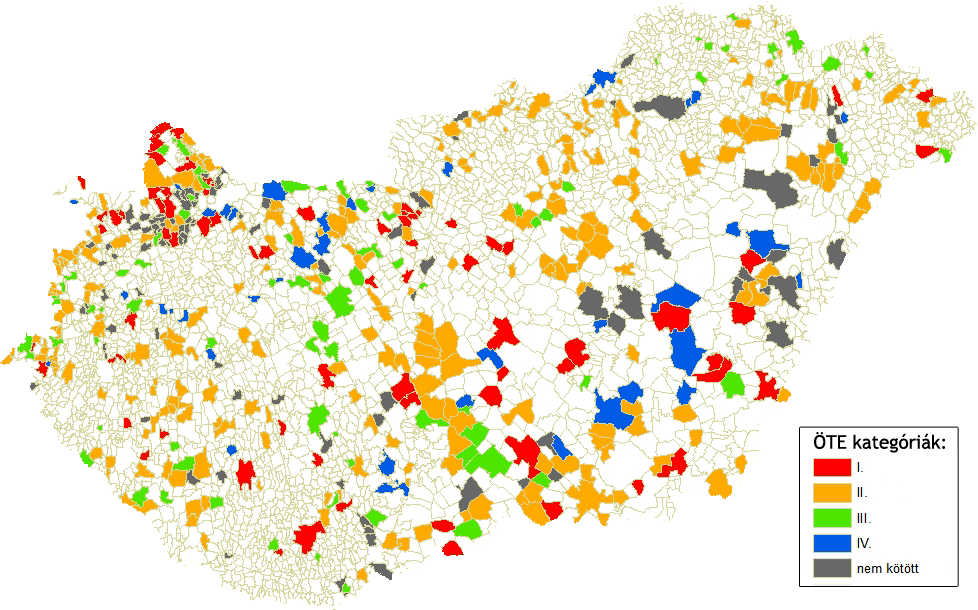 ÖTE kategóriák:
I.
II.
III.
IV.
nem kötött